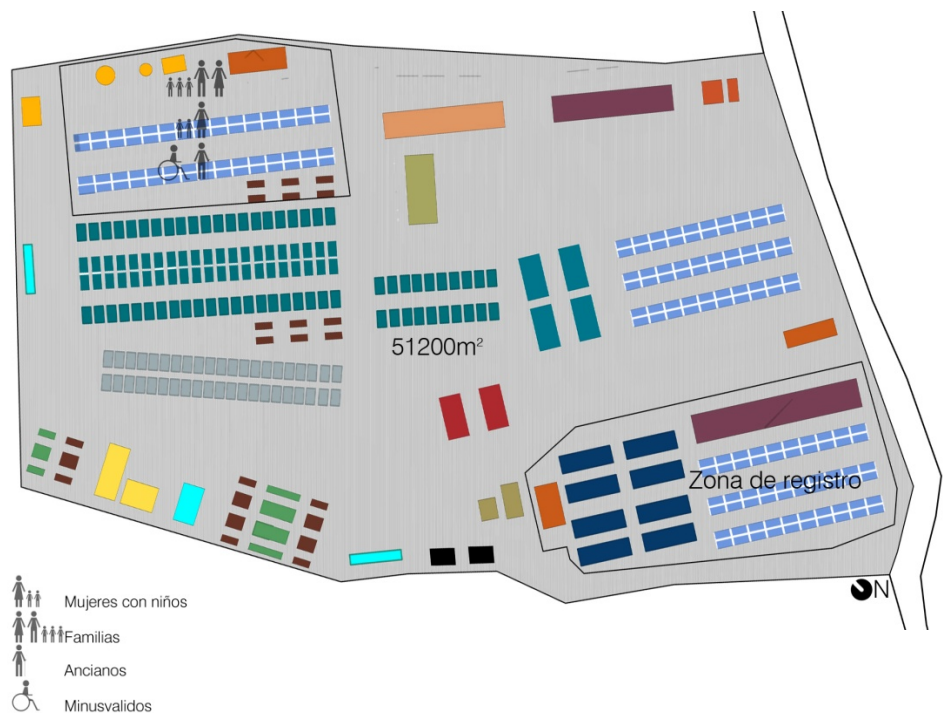 51200m²
Zona de registro
N
Mujeres con niños
Familias
Ancianos
Minusvalidos